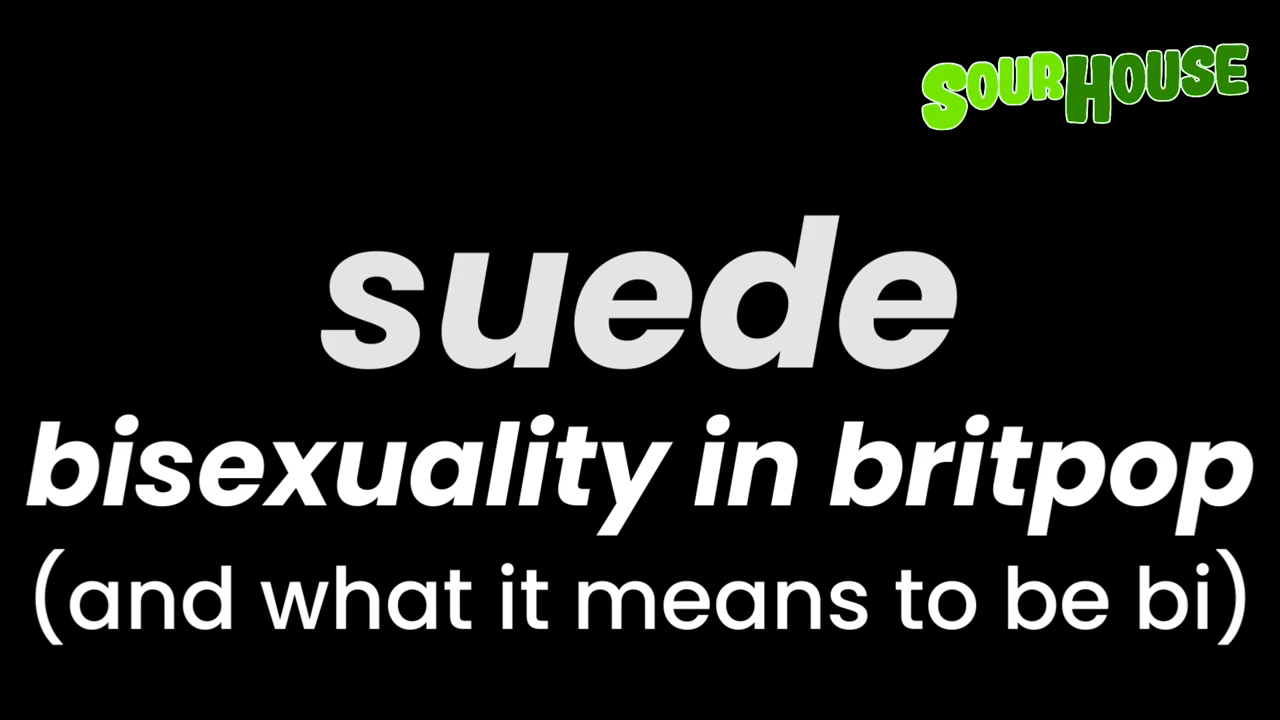 SOURHOUSE
suede
bisexuality in britpop
(and what it means to be bi)